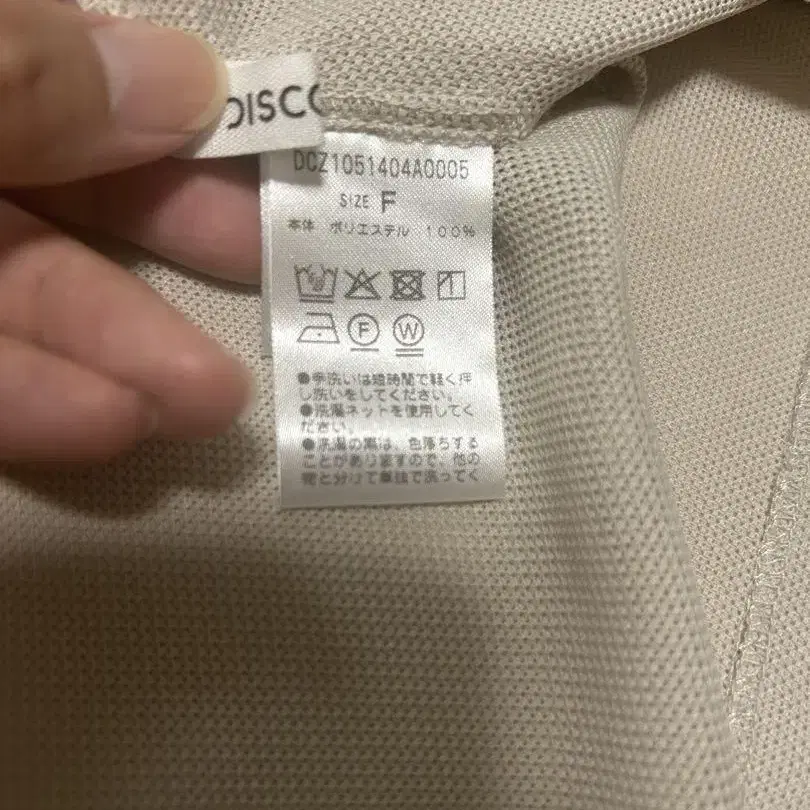 DISCO
DCZ1051404A0005
SIZE F
本体 ポリエステル 100%
F W
●手洗いは短時間で軽く押
し洗いをしてください。
●洗濯ネットを使用してく
ださい。
●洗濯の際は、色落ちする
ことがありますので、他の
物と分けて単独で洗ってく